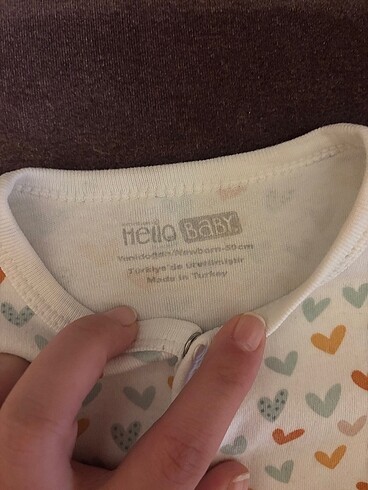 Hello BABY
Yenidoğan/Newborn-50cm
Türkiye'de üretilmiştir
Made in Turkey